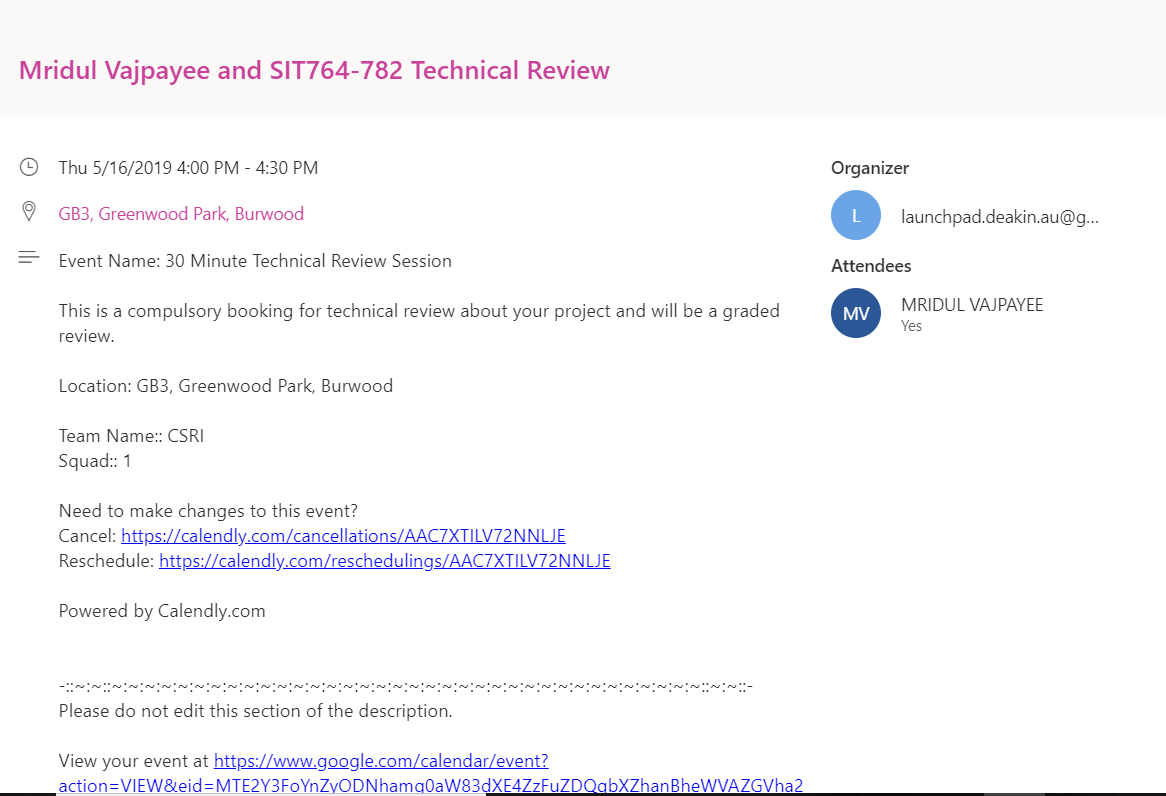 Mridul Vajpayee and SIT764-782 Technical Review
Thu 5/16/2019 4:00 PM - 4:30 PM
GB3, Greenwood Park, Burwood
Event Name: 30 Minute Technical Review Session
This is a compulsory booking for technical review about your project and will be a graded
review.
Location: GB3, Greenwood Park, Burwood
Team Name:: CSRI
Squad:: 1
Need to make changes to this event?
Cancel: https://calendly.com/cancellations/AAC7XTILV72NNLJE
Reschedule: https://calendly.com/reschedulings/AAC7XTILV72NNLJE
Powered by Calendly.com
-::~:~::~:~:~:~:~:~:~:~:~:~:~:~:~:~:~:~:~:~:~:~:~:~:~:~:~:~:~:~:~:~:~:~:~:~:~:~::~:~::-
Please do not edit this section of the description.
View your event at https://www.google.com/calendar/event?
Organizer
L
launchpad.deakin.au@g...
Attendees
MV
MRIDUL VAJPAYEE
Yes